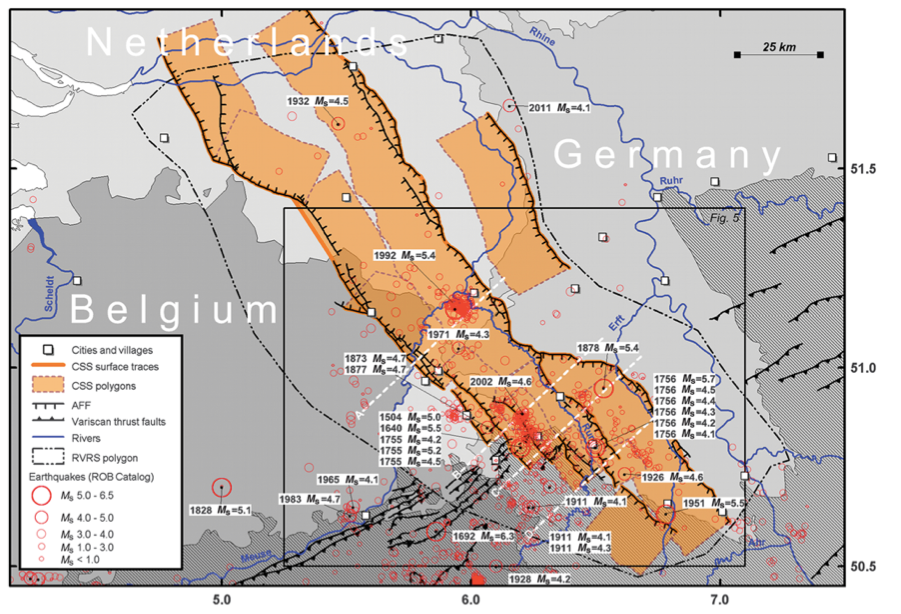 Netherlands
Rhine
25 km
1932 Ms=4.5
2011 Ms=4.1
Germany
51.5
Ruhr
Fig. 5
1992 Ms=5.4
Scheldt
Belgium
Erft
1971 Ms=4.3
1878 Ms=5.4
51.0
1873 Ms=4.7
1877 Ms=4.7
2002 Ms=4.6
1756 Ms=5.7
1756 Ms=4.5
1756 Ms=4.4
1756 Ms=4.3
1756 Ms=4.2
1756 Ms=4.1
1504 Ms=5.0
1640 Ms=5.5
1755 Ms=4.2
1755 Ms=5.2
1755 Ms=4.5
Cities and villages
CSS surface traces
CSS polygons
AFF
Variscan thrust faults
Rivers
RVRS polygon
Earthquakes (ROB Catalog)
Ms 5.0 - 6.5
Ms 4.0 - 5.0
Ms 3.0 - 4.0
Ms 1.0 - 3.0
Ms < 1.0
1965 Ms=4.1
1983 Ms=4.7
1828 Ms=5.1
1926 Ms=4.6
1911 Ms=4.1
1951 Ms=5.5
1692 Ms=6.3
1911 Ms=4.1
1911 Ms=4.3
Ahr
Meuse
1928 Ms=4.2
50.5
5.0
6.0
7.0